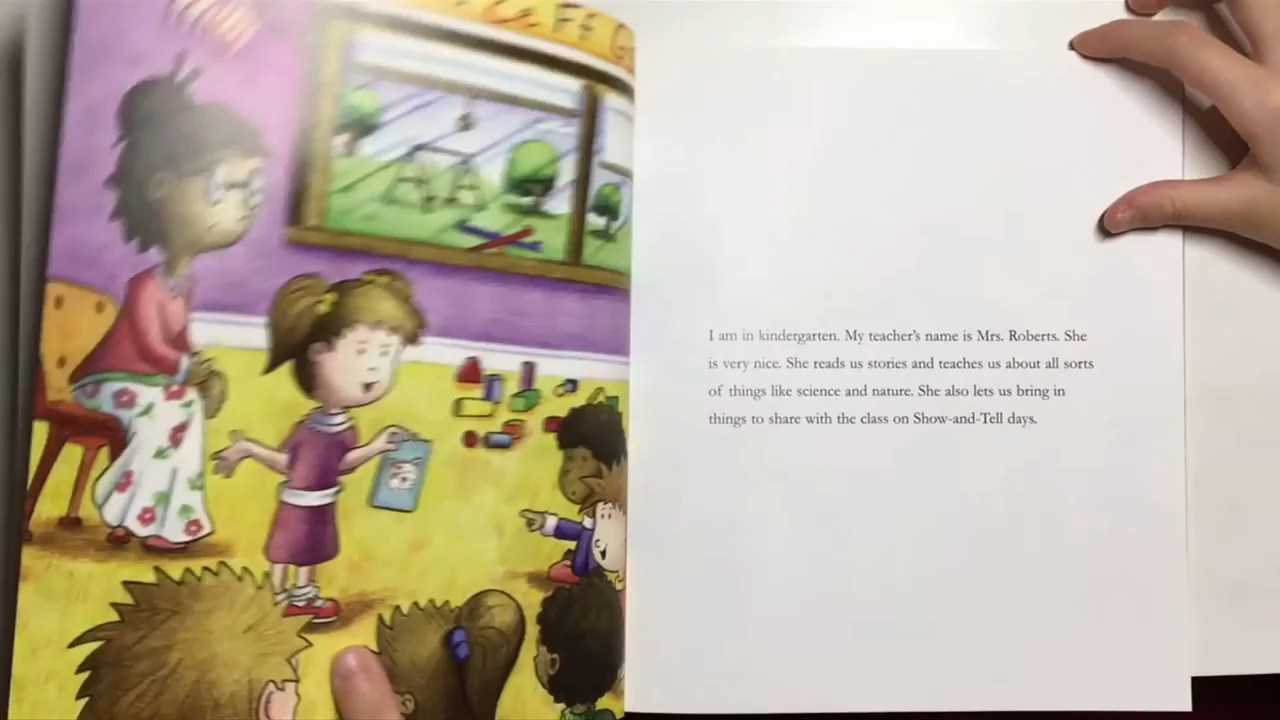 Ff G
I am in kindergarten. My teacher's name is Mrs. Roberts. She
is very nice. She reads us stories and teaches us about all sorts
of things like science and nature. She also lets us bring in
things to share with the class on Show-and-Tell days.